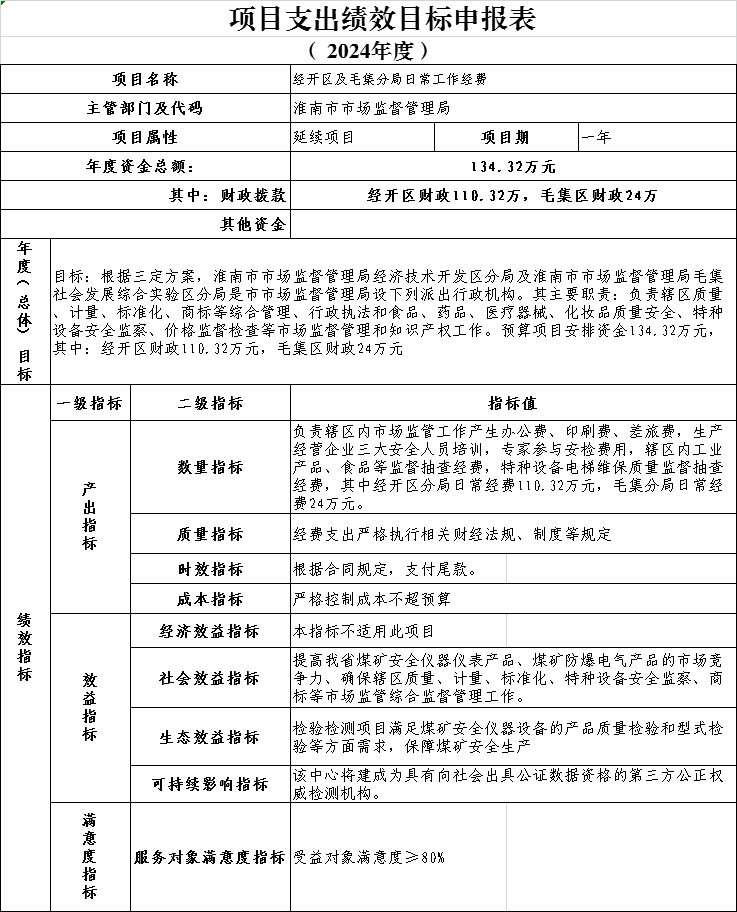 项目支出绩效目标申报表
（ 2024年度 ）
项目名称 经开区及毛集分局日常工作经费
主管部门及代码 淮南市市场监督管理局
项目属性 延续项目 项目期 一年
年度资金总额： 134.32万元
其中：财政拨款 经开区财政110.32万，毛集区财政24万
其他资金
年度（总体）目标
目标：根据三定方案，淮南市市场监督管理局经济技术开发区分局及淮南市市场监督管理局毛集
社会发展综合实验区分局是市市场监督管理局设下列派出行政机构。其主要职责：负责辖区质量
、计量、标准化、商标等综合管理、行政执法和食品、药品、医疗器械、化妆品质量安全、特种
设备安全监察、价格监督检查等市场监督管理和知识产权工作。预算项目安排资金134.32万元，
其中：经开区财政110.32万元，毛集区财政24万元
绩效指标
一级指标 二级指标 指标值
产出指标
数量指标
负责辖区内市场监管工作产生办公费、印刷费、差旅费，生产
经营企业三大安全人员培训，专家参与安检费用，辖区内工业
产品、食品等监督抽查经费，特种设备电梯维保质量监督抽查
经费，其中经开区分局日常经费110.32万元，毛集分局日常经
费24万元。
质量指标 经费支出严格执行相关财经法规、制度等规定
时效指标 根据合同规定，支付尾款。
成本指标 严格控制成本不超预算
效益指标
经济效益指标 本指标不适用此项目
社会效益指标
提高我省煤矿安全仪器仪表产品、煤矿防爆电气产品的市场竞
争力、确保辖区质量、计量、标准化、特种设备安全监察、商
标等市场监管综合监督管理工作。
生态效益指标
检验检测项目满足煤矿安全仪器设备的产品质量检验和型式检
验等方面需求，保障煤矿安全生产
可持续影响指标
该中心将建成为具有向社会出具公证数据资格的第三方公正权
威检测机构。
满意度指标
服务对象满意度指标 受益对象满意度≥80%